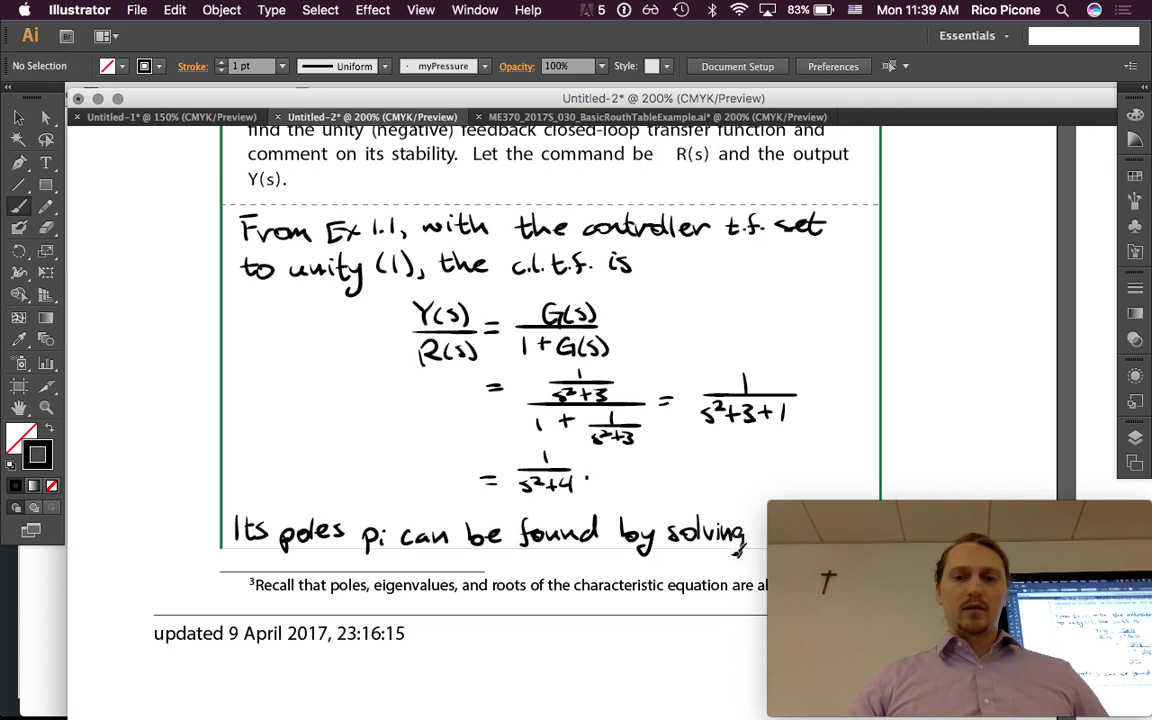 Illustrator File Edit Object Type Select Effect View Window Help 5 83% Mon 11:39 AM Rico Picone
Ai Br Essentials
No Selection Stroke: 1 pt Uniform myPressure Opacity: 100% Style: Document Setup Preferences
Untitled-2* @ 200% (CMYK/Preview)
Untitled-1* @ 150% (CMYK/Preview) Untitled-2* @ 200% (CMYK/Preview) ME370_2017S_030_BasicRouthTableExample.ai* @ 200% (CMYK/Preview)
find the unity (negative) feedback closed-loop transfer function and
comment on its stability. Let the command be R(s) and the output
Y(s).
From Ex 1.1, with the controller t.f. set
to unity (1), the c.l.t.f. is
Y(s)/R(s) = G(s)/(1 + G(s))
= (1/(s²+3))/(1 + 1/(s²+3)) = 1/(s²+3+1)
= 1/(s²+4) .
Its poles pi can be found by solving
³Recall that poles, eigenvalues, and roots of the characteristic equation are
updated 9 April 2017, 23:16:15